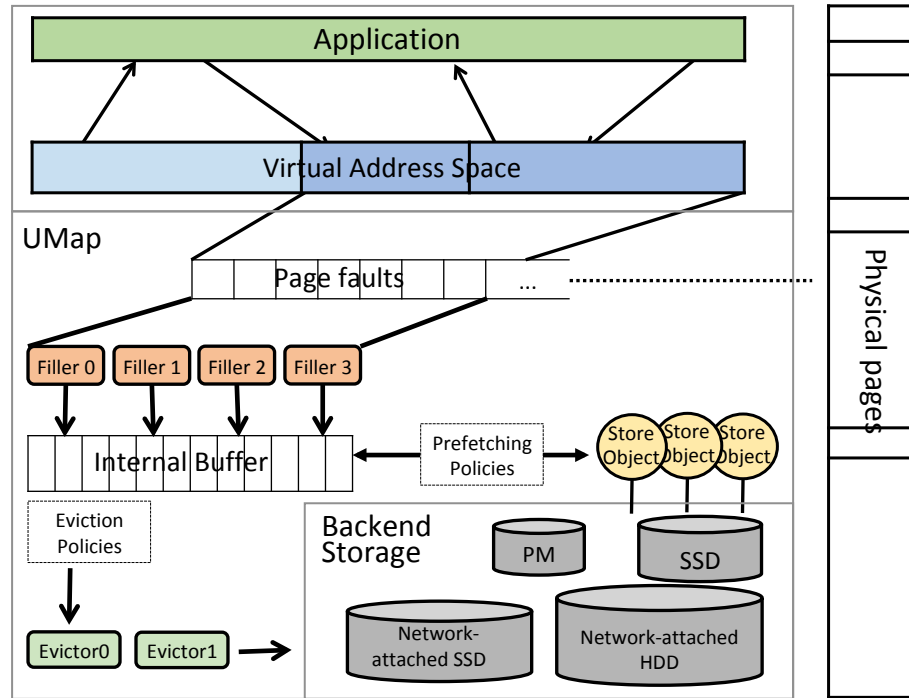 Application
Virtual Address Space
UMap
Page faults
...
Physical pages
Filler 0
Filler 1
Filler 2
Filler 3
Internal Buffer
Prefetching
Policies
Store
Object
Store
Object
Store
Object
Eviction
Policies
Backend
Storage
PM
SSD
Evictor0
Evictor1
Network-
attached SSD
Network-attached
HDD